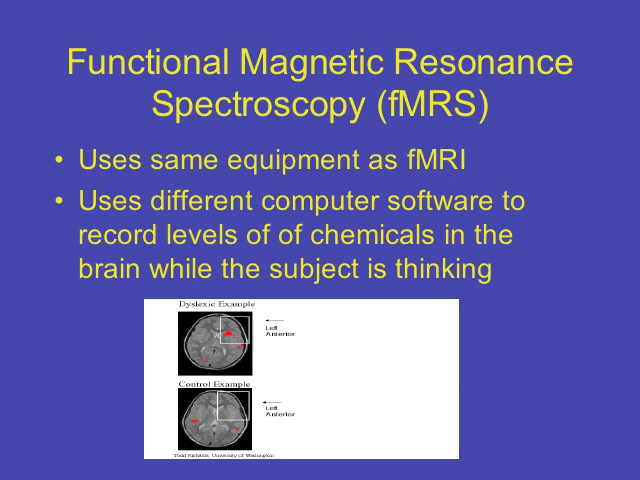 Functional Magnetic Resonance
Spectroscopy (fMRS)
• Uses same equipment as fMRI
• Uses different computer software to
record levels of of chemicals in the
brain while the subject is thinking
Dyslexic Example
Left
Anterior
Control Example
Left
Anterior
Todd Richards, University of Washington